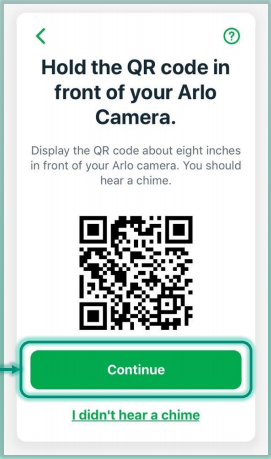 Hold the QR code in
front of your Arlo
Camera.
Display the QR code about eight inches
in front of your Arlo camera. You should
hear a chime.
Continue
I didn't hear a chime